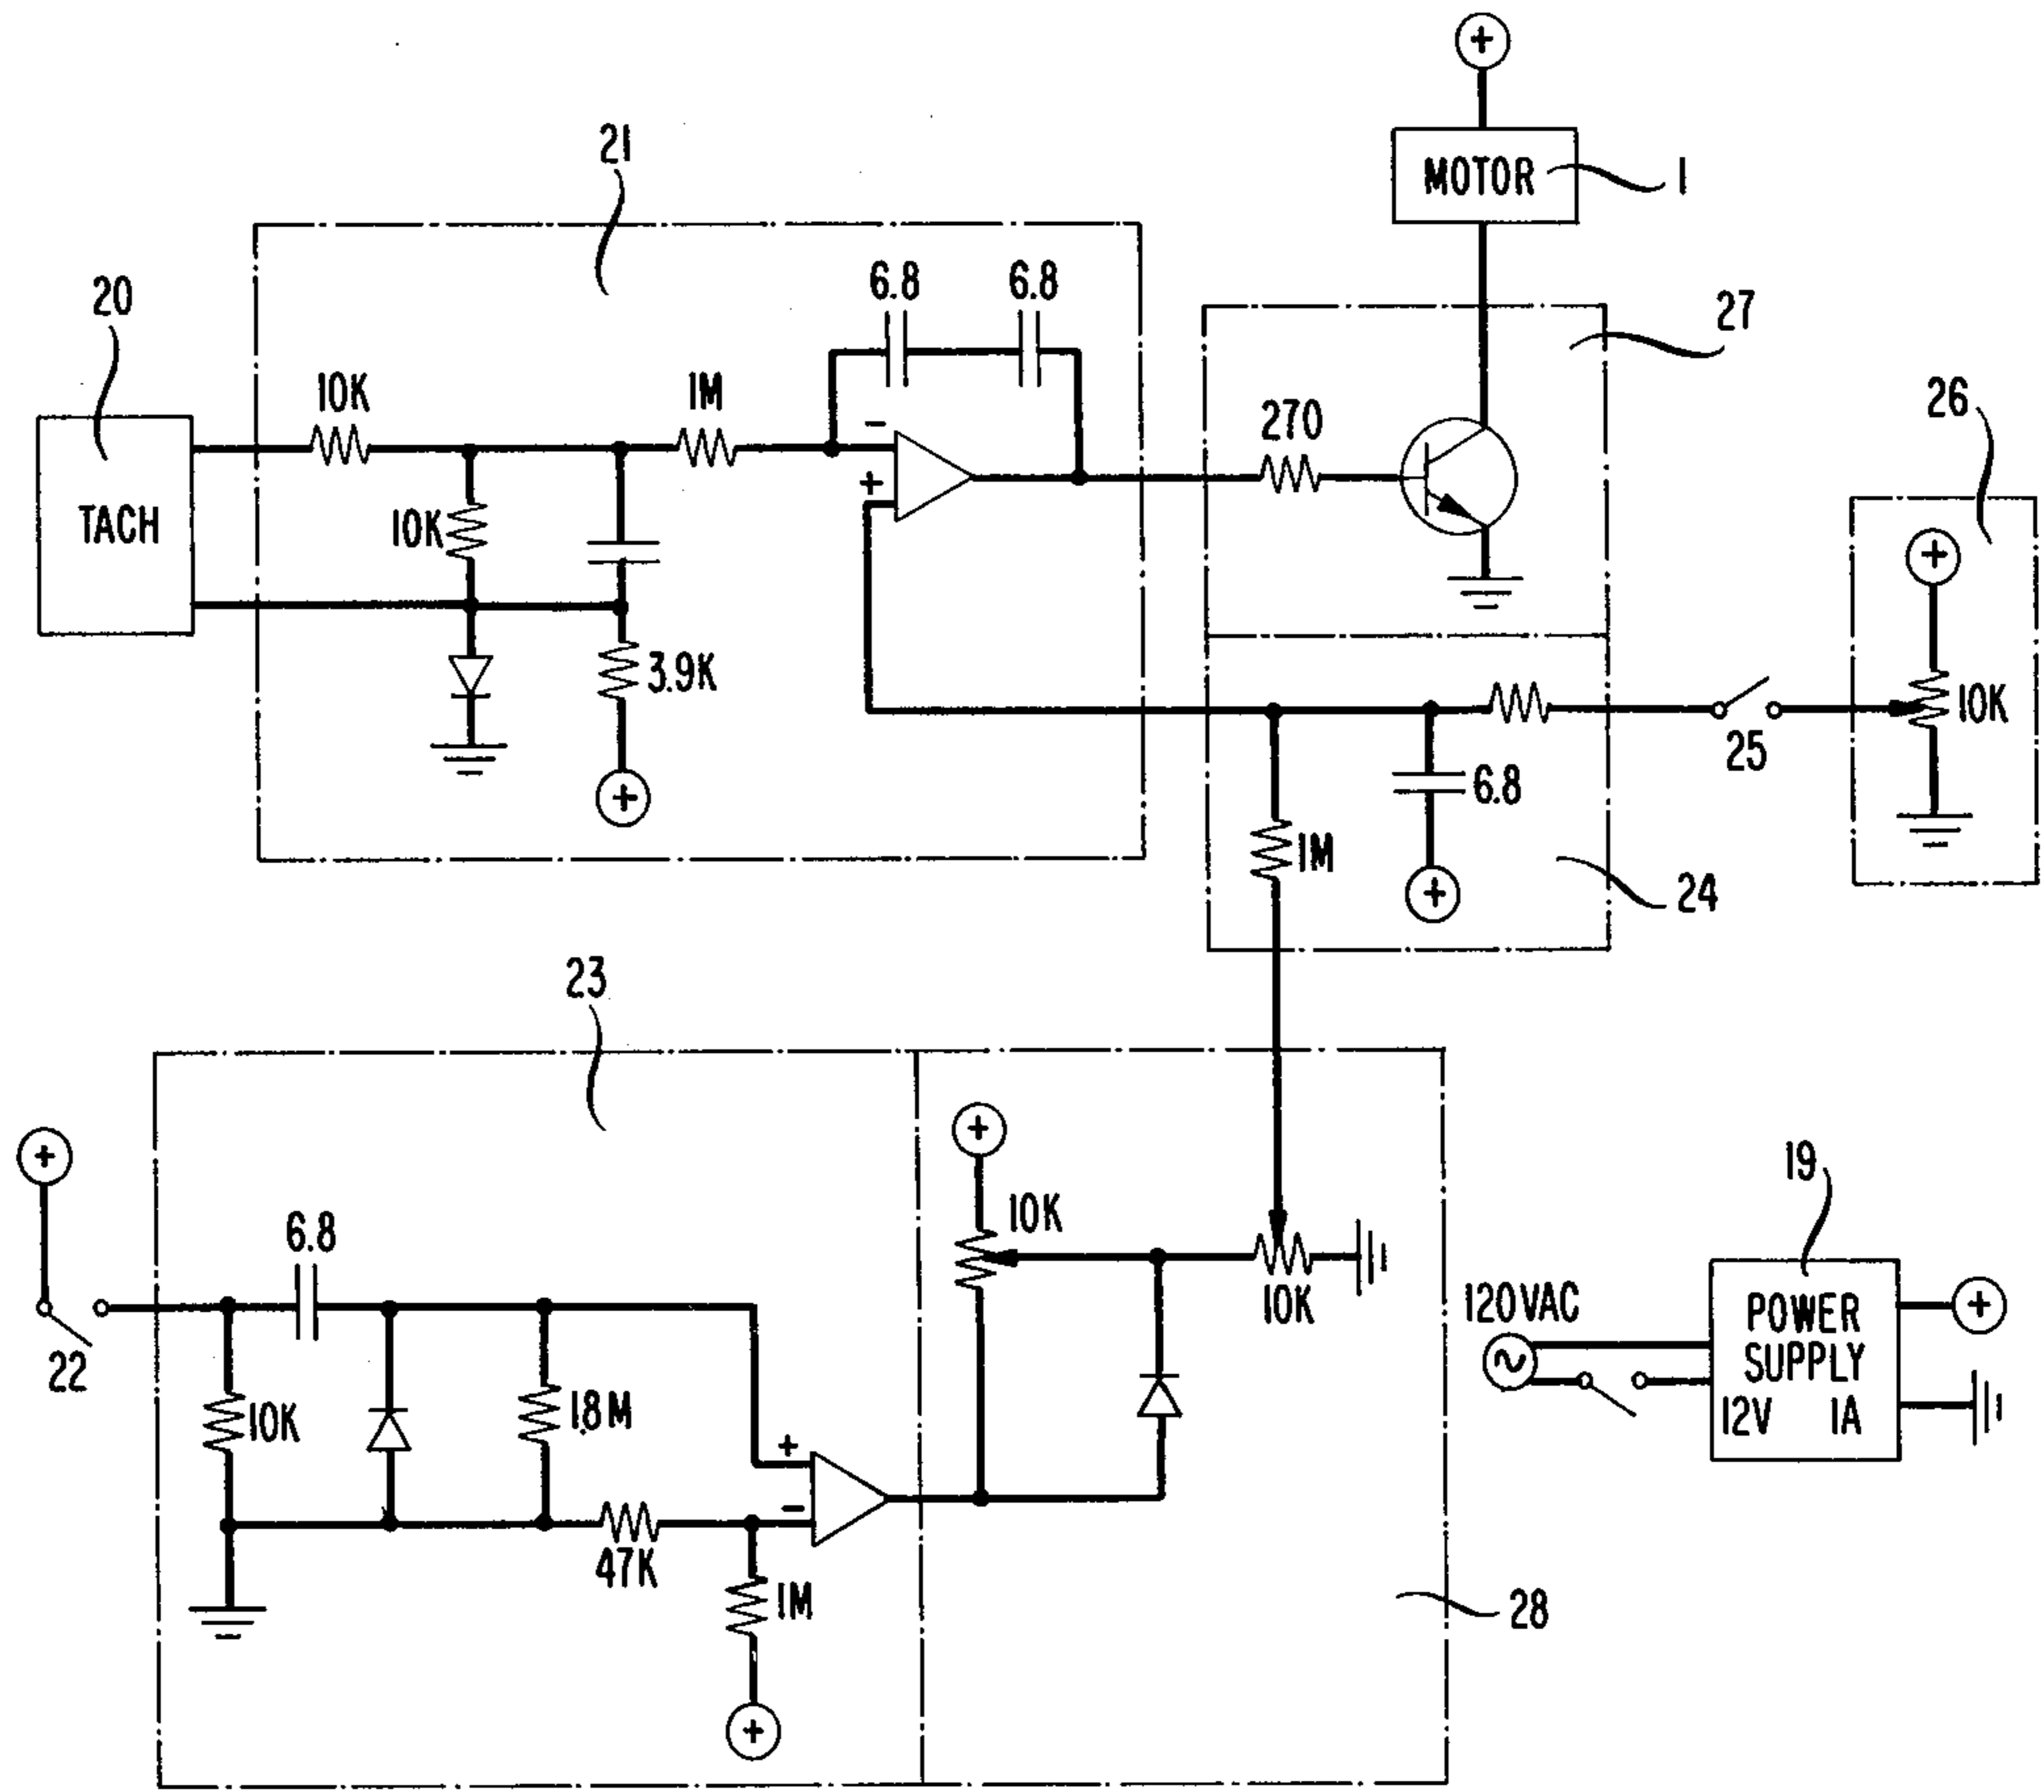 +
MOTOR
1
21
20
27
6.8
6.8
26
10K
1M
270
−
+
+
TACH
10K
3.9K
10K
25
6.8
+
1M
+
24
23
+
+
19
10K
6.8
10K
120VAC
POWER
SUPPLY
12V 1A
+
22
10K
1.8M
+
−
47K
1M
28
+